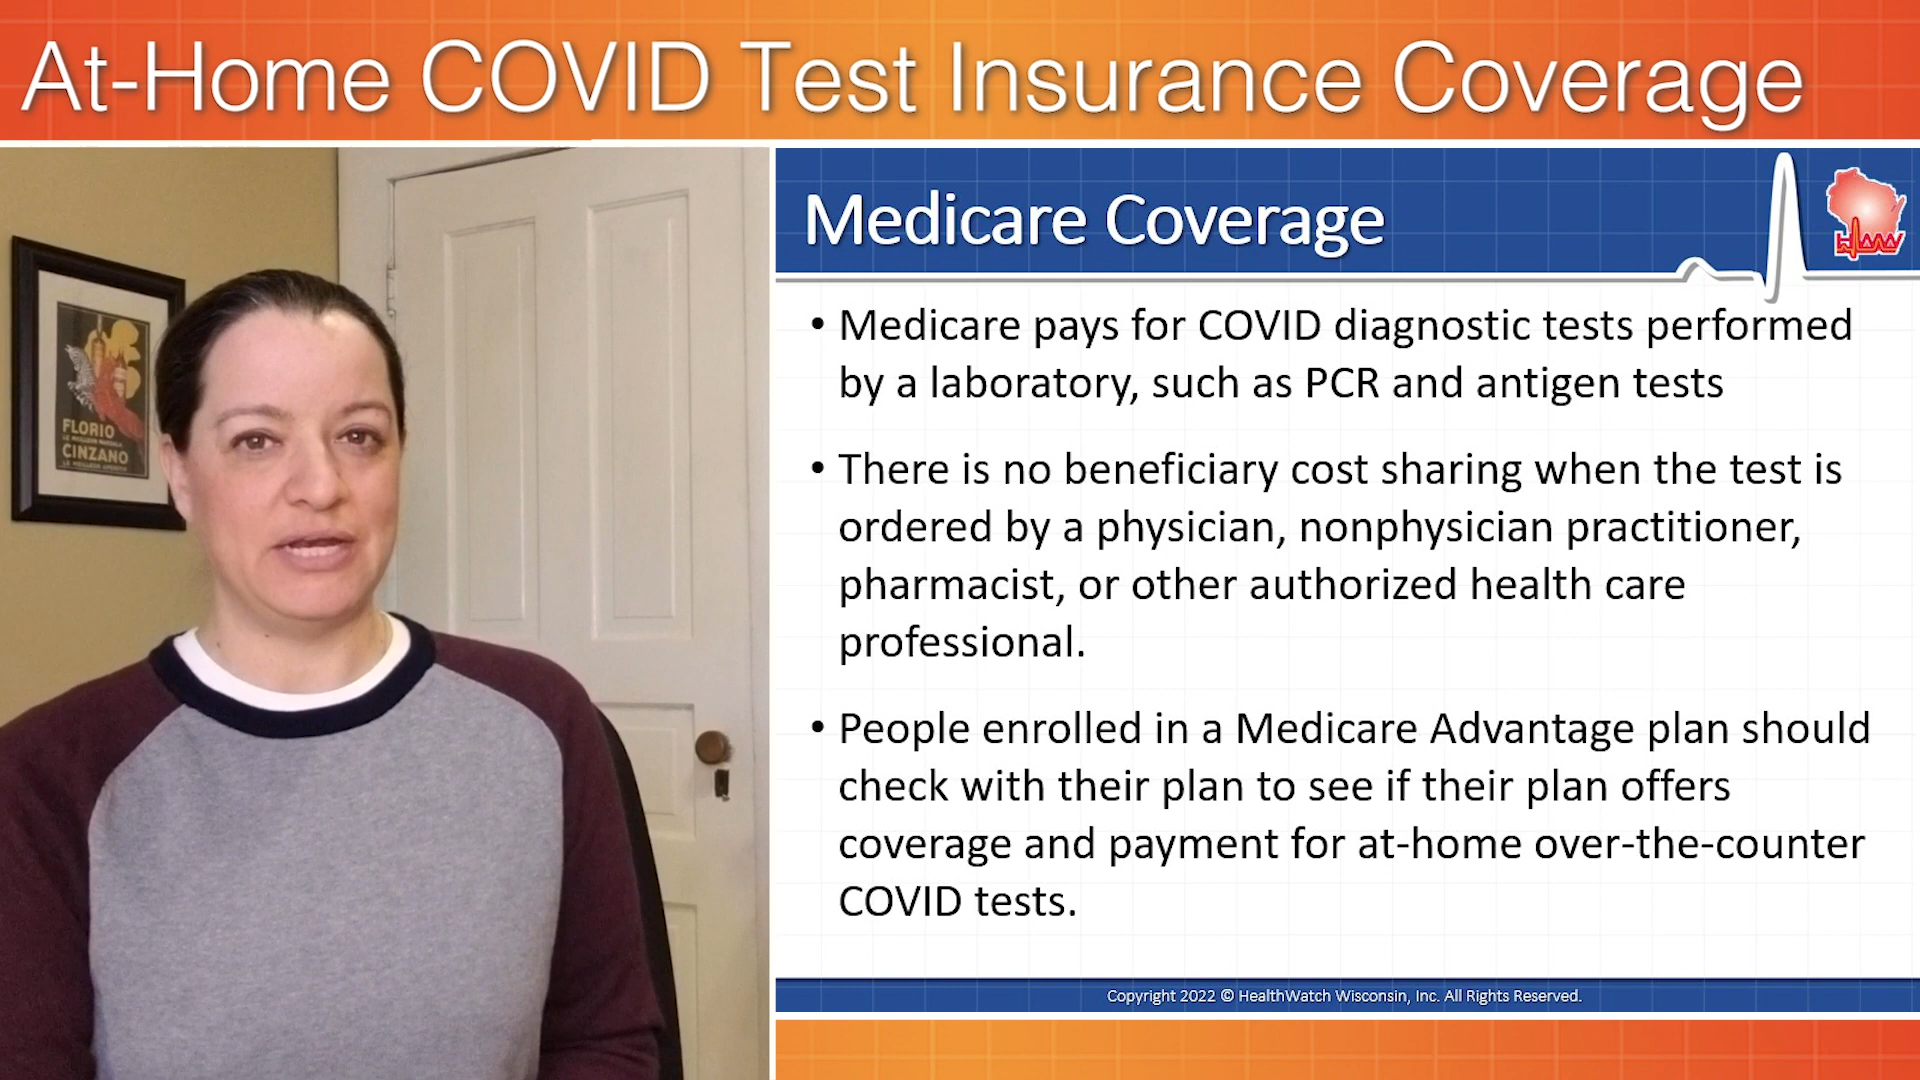 At-Home COVID Test Insurance Coverage
FLORIO
CINZANO
Medicare Coverage
• Medicare pays for COVID diagnostic tests performed
by a laboratory, such as PCR and antigen tests
• There is no beneficiary cost sharing when the test is
ordered by a physician, nonphysician practitioner,
pharmacist, or other authorized health care
professional.
• People enrolled in a Medicare Advantage plan should
check with their plan to see if their plan offers
coverage and payment for at-home over-the-counter
COVID tests.
Copyright 2022 © HealthWatch Wisconsin, Inc. All Rights Reserved.